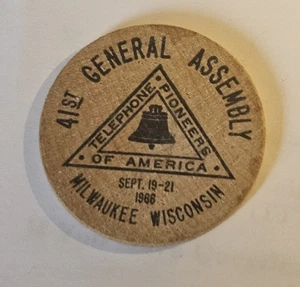 41ST GENERAL ASSEMBLY
TELEPHONE PIONEERS
OF AMERICA
SEPT. 19-21
1966
MILWAUKEE WISCONSIN